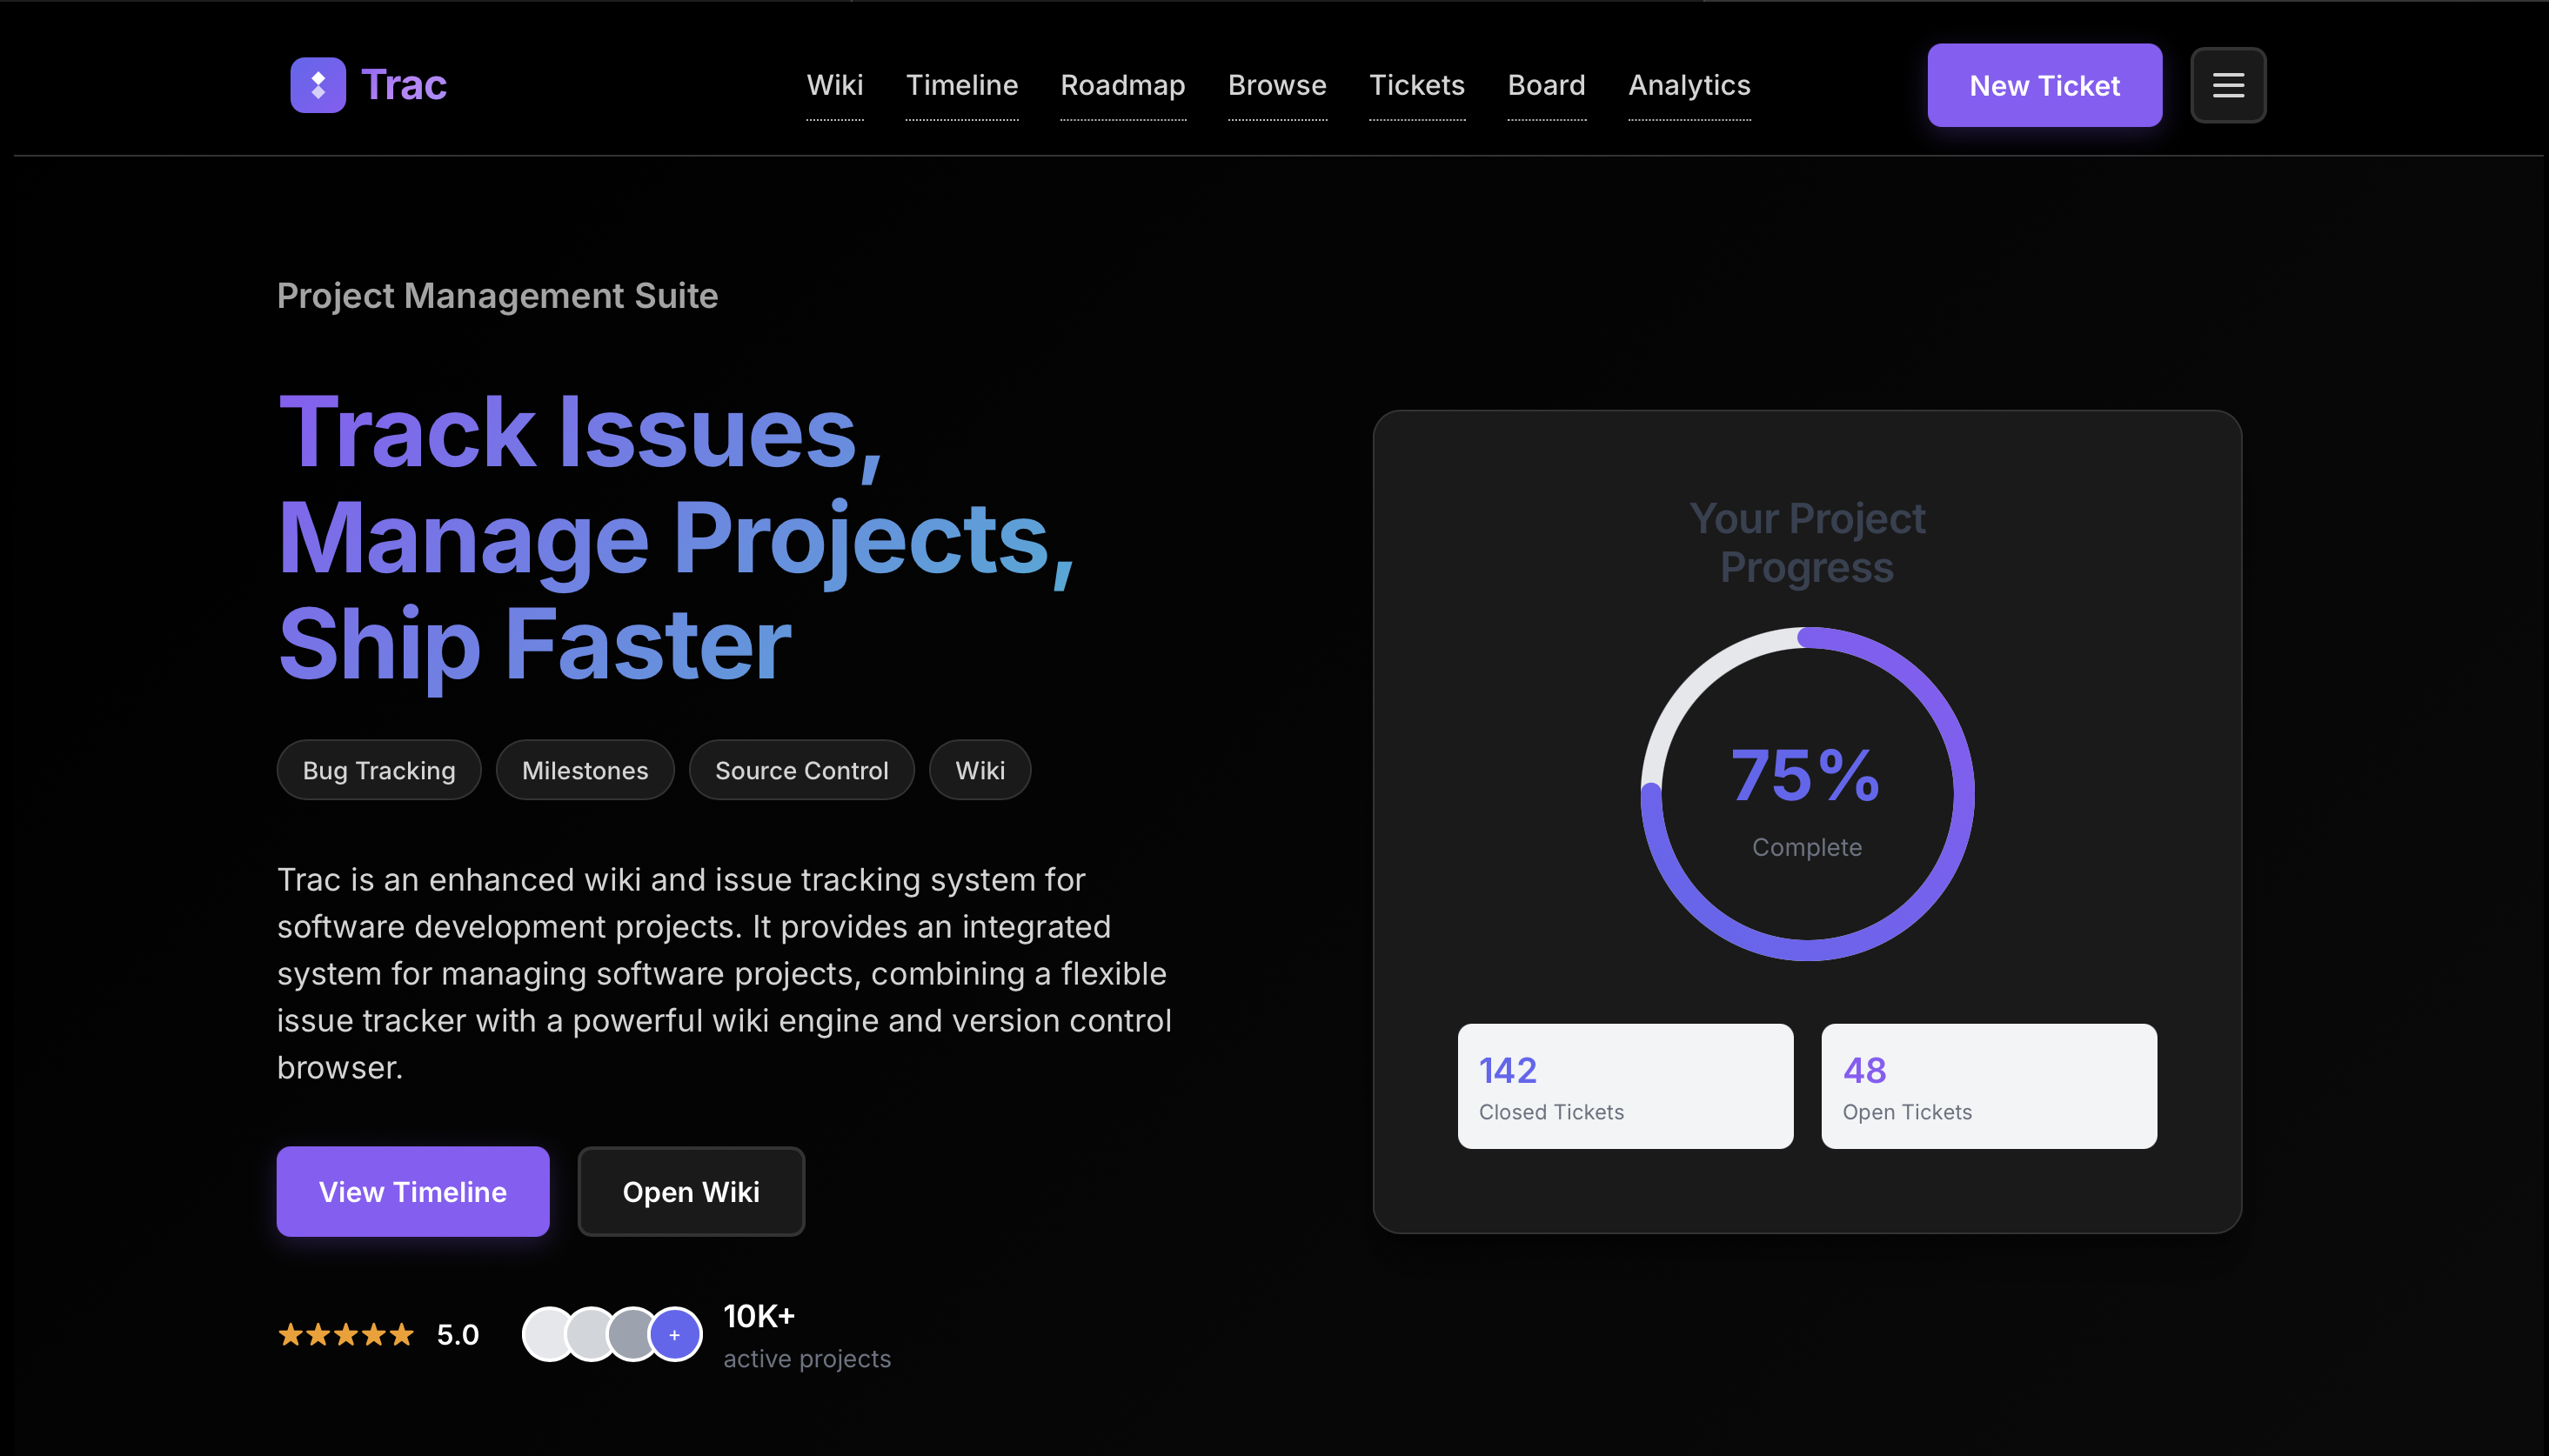 Trac
Wiki
Timeline
Roadmap
Browse
Tickets
Board
Analytics
New Ticket
Project Management Suite
Track Issues,
Manage Projects,
Ship Faster
Bug Tracking
Milestones
Source Control
Wiki
Trac is an enhanced wiki and issue tracking system for
software development projects. It provides an integrated
system for managing software projects, combining a flexible
issue tracker with a powerful wiki engine and version control
browser.
View Timeline
Open Wiki
5.0
+
10K+
active projects
Your Project
Progress
75%
Complete
142
Closed Tickets
48
Open Tickets